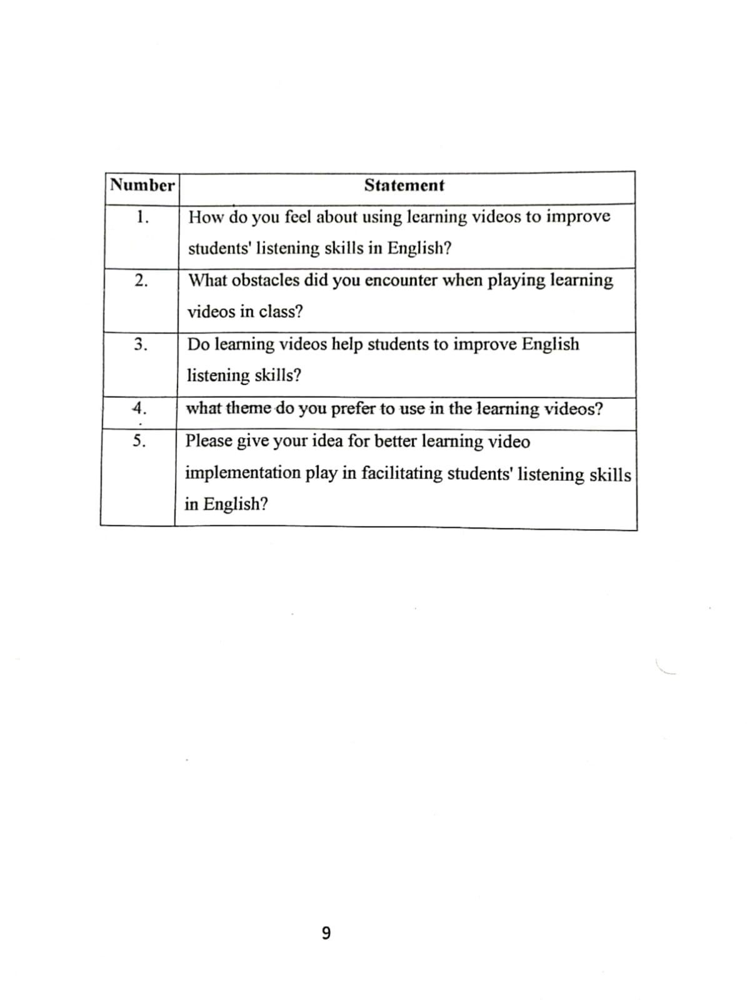 Number Statement
1. How do you feel about using learning videos to improve
students' listening skills in English?
2. What obstacles did you encounter when playing learning
videos in class?
3. Do learning videos help students to improve English
listening skills?
4. what theme do you prefer to use in the learning videos?
5. Please give your idea for better learning video
implementation play in facilitating students' listening skills
in English?
9